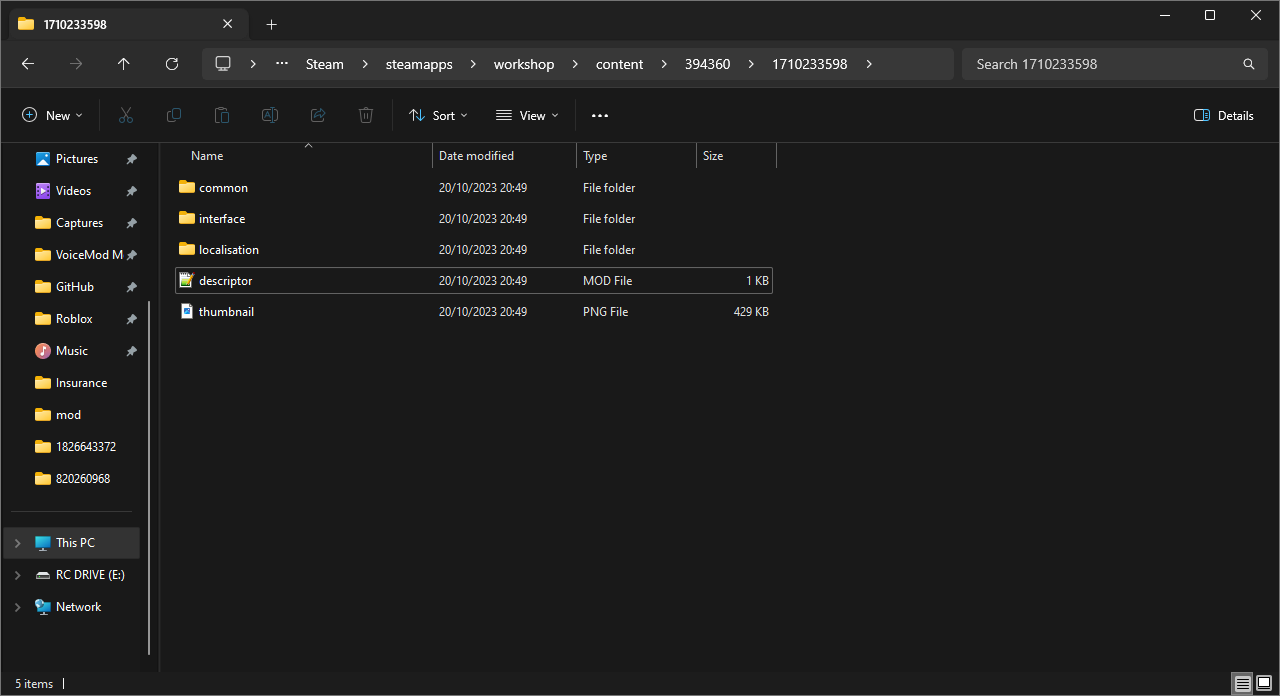 1710233598
Steam steamapps workshop content 394360 1710233598
Search 1710233598
New
Sort
View
Details
Pictures
Videos
Captures
VoiceMod M
GitHub
Roblox
Music
Insurance
mod
1826643372
820260968
This PC
RC DRIVE (E:)
Network
Name Date modified Type Size
common 20/10/2023 20:49 File folder
interface 20/10/2023 20:49 File folder
localisation 20/10/2023 20:49 File folder
descriptor 20/10/2023 20:49 MOD File 1 KB
thumbnail 20/10/2023 20:49 PNG File 429 KB
5 items